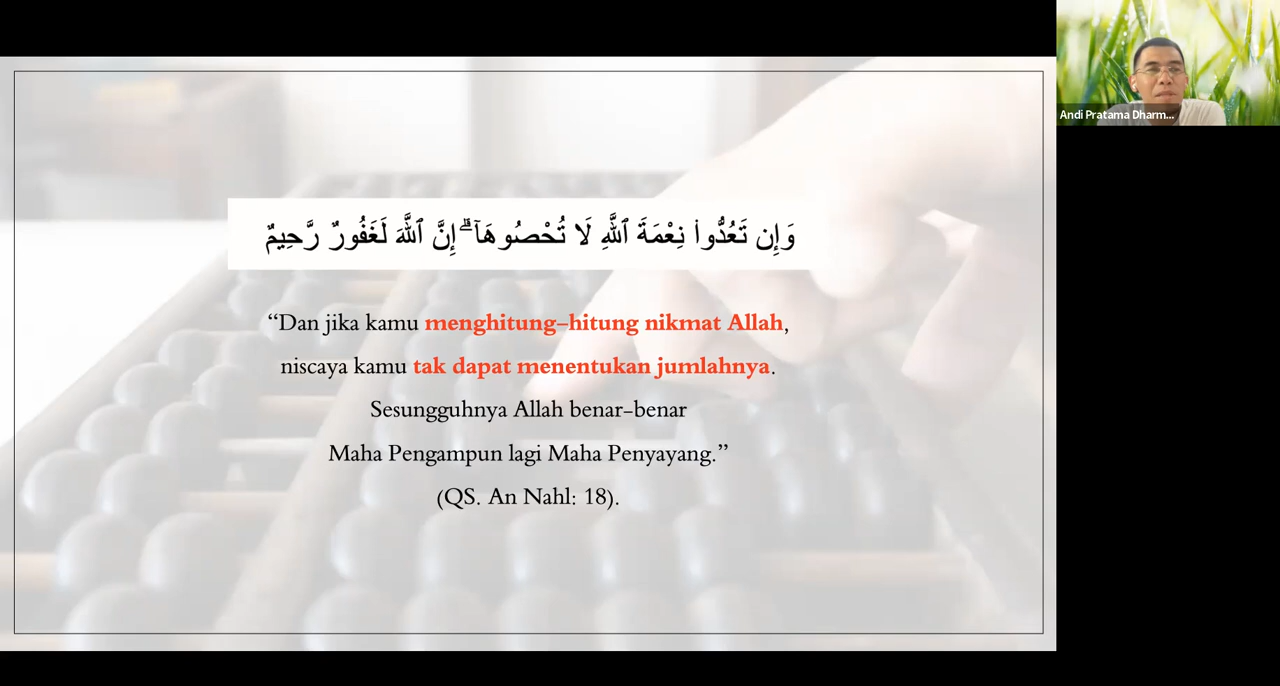 وَإِن تَعُدُّوا۟ نِعْمَةَ ٱللَّهِ لَا تُحْصُوهَآ ۗ إِنَّ ٱللَّهَ لَغَفُورٌ رَّحِيمٌ
“Dan jika kamu menghitung-hitung nikmat Allah,
niscaya kamu tak dapat menentukan jumlahnya.
Sesungguhnya Allah benar-benar
Maha Pengampun lagi Maha Penyayang.”
(QS. An Nahl: 18).
Andi Pratama Dharm...